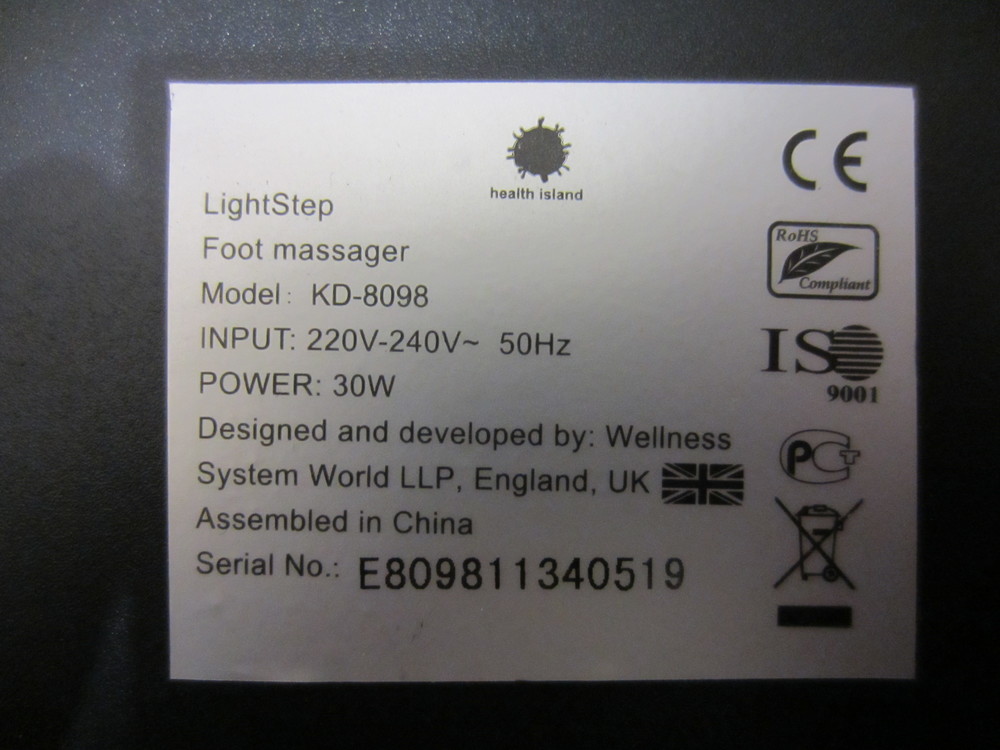 health island
LightStep
Foot massager
Model: KD-8098
INPUT: 220V-240V~ 50Hz
POWER: 30W
Designed and developed by: Wellness
System World LLP, England, UK
Assembled in China
Serial No.: E809811340519
CE
RoHS
Compliant
ISO
9001
PCT